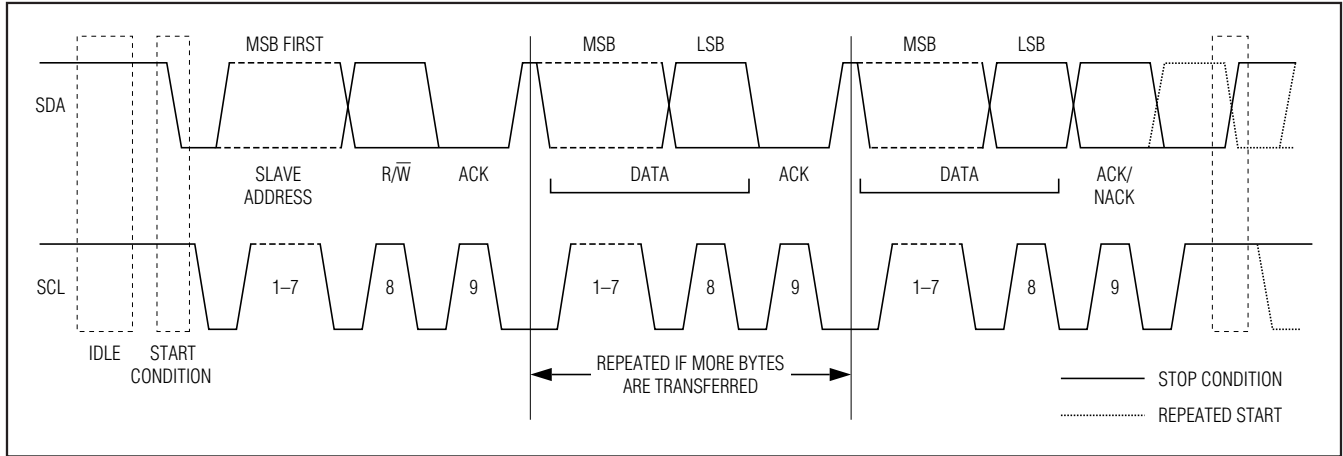 MSB FIRST
MSB
LSB
MSB
LSB
SDA
SLAVE
ADDRESS
R/W̅
ACK
DATA
ACK
DATA
ACK/
NACK
SCL
1–7
8
9
1–7
8
9
1–7
8
9
IDLE
START
CONDITION
REPEATED IF MORE BYTES
ARE TRANSFERRED
STOP CONDITION
REPEATED START